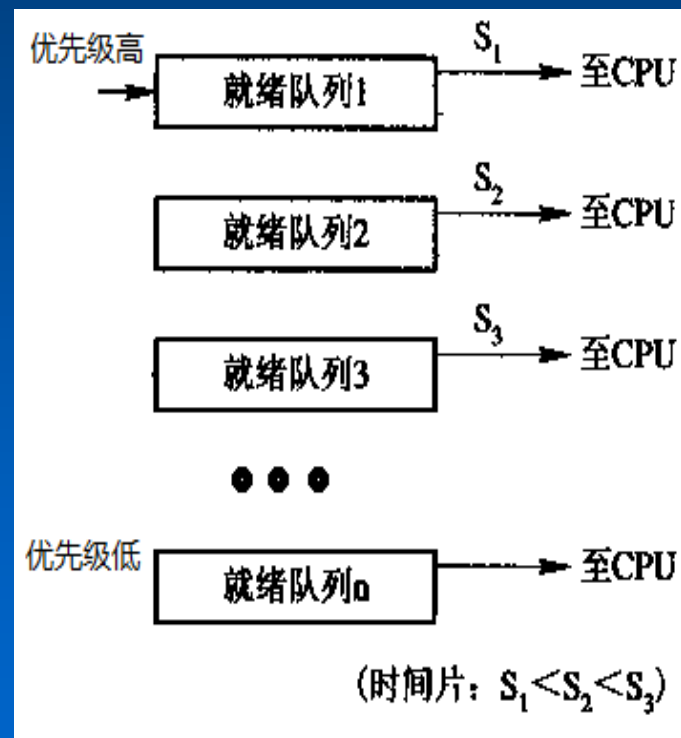 优先级高
S₁
就绪队列1
至CPU
S₂
就绪队列2
至CPU
S₃
就绪队列3
至CPU
优先级低
就绪队列n
至CPU
(时间片：S₁<S₂<S₃)